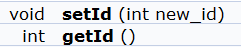 void setId (int new_id)
int getId ()